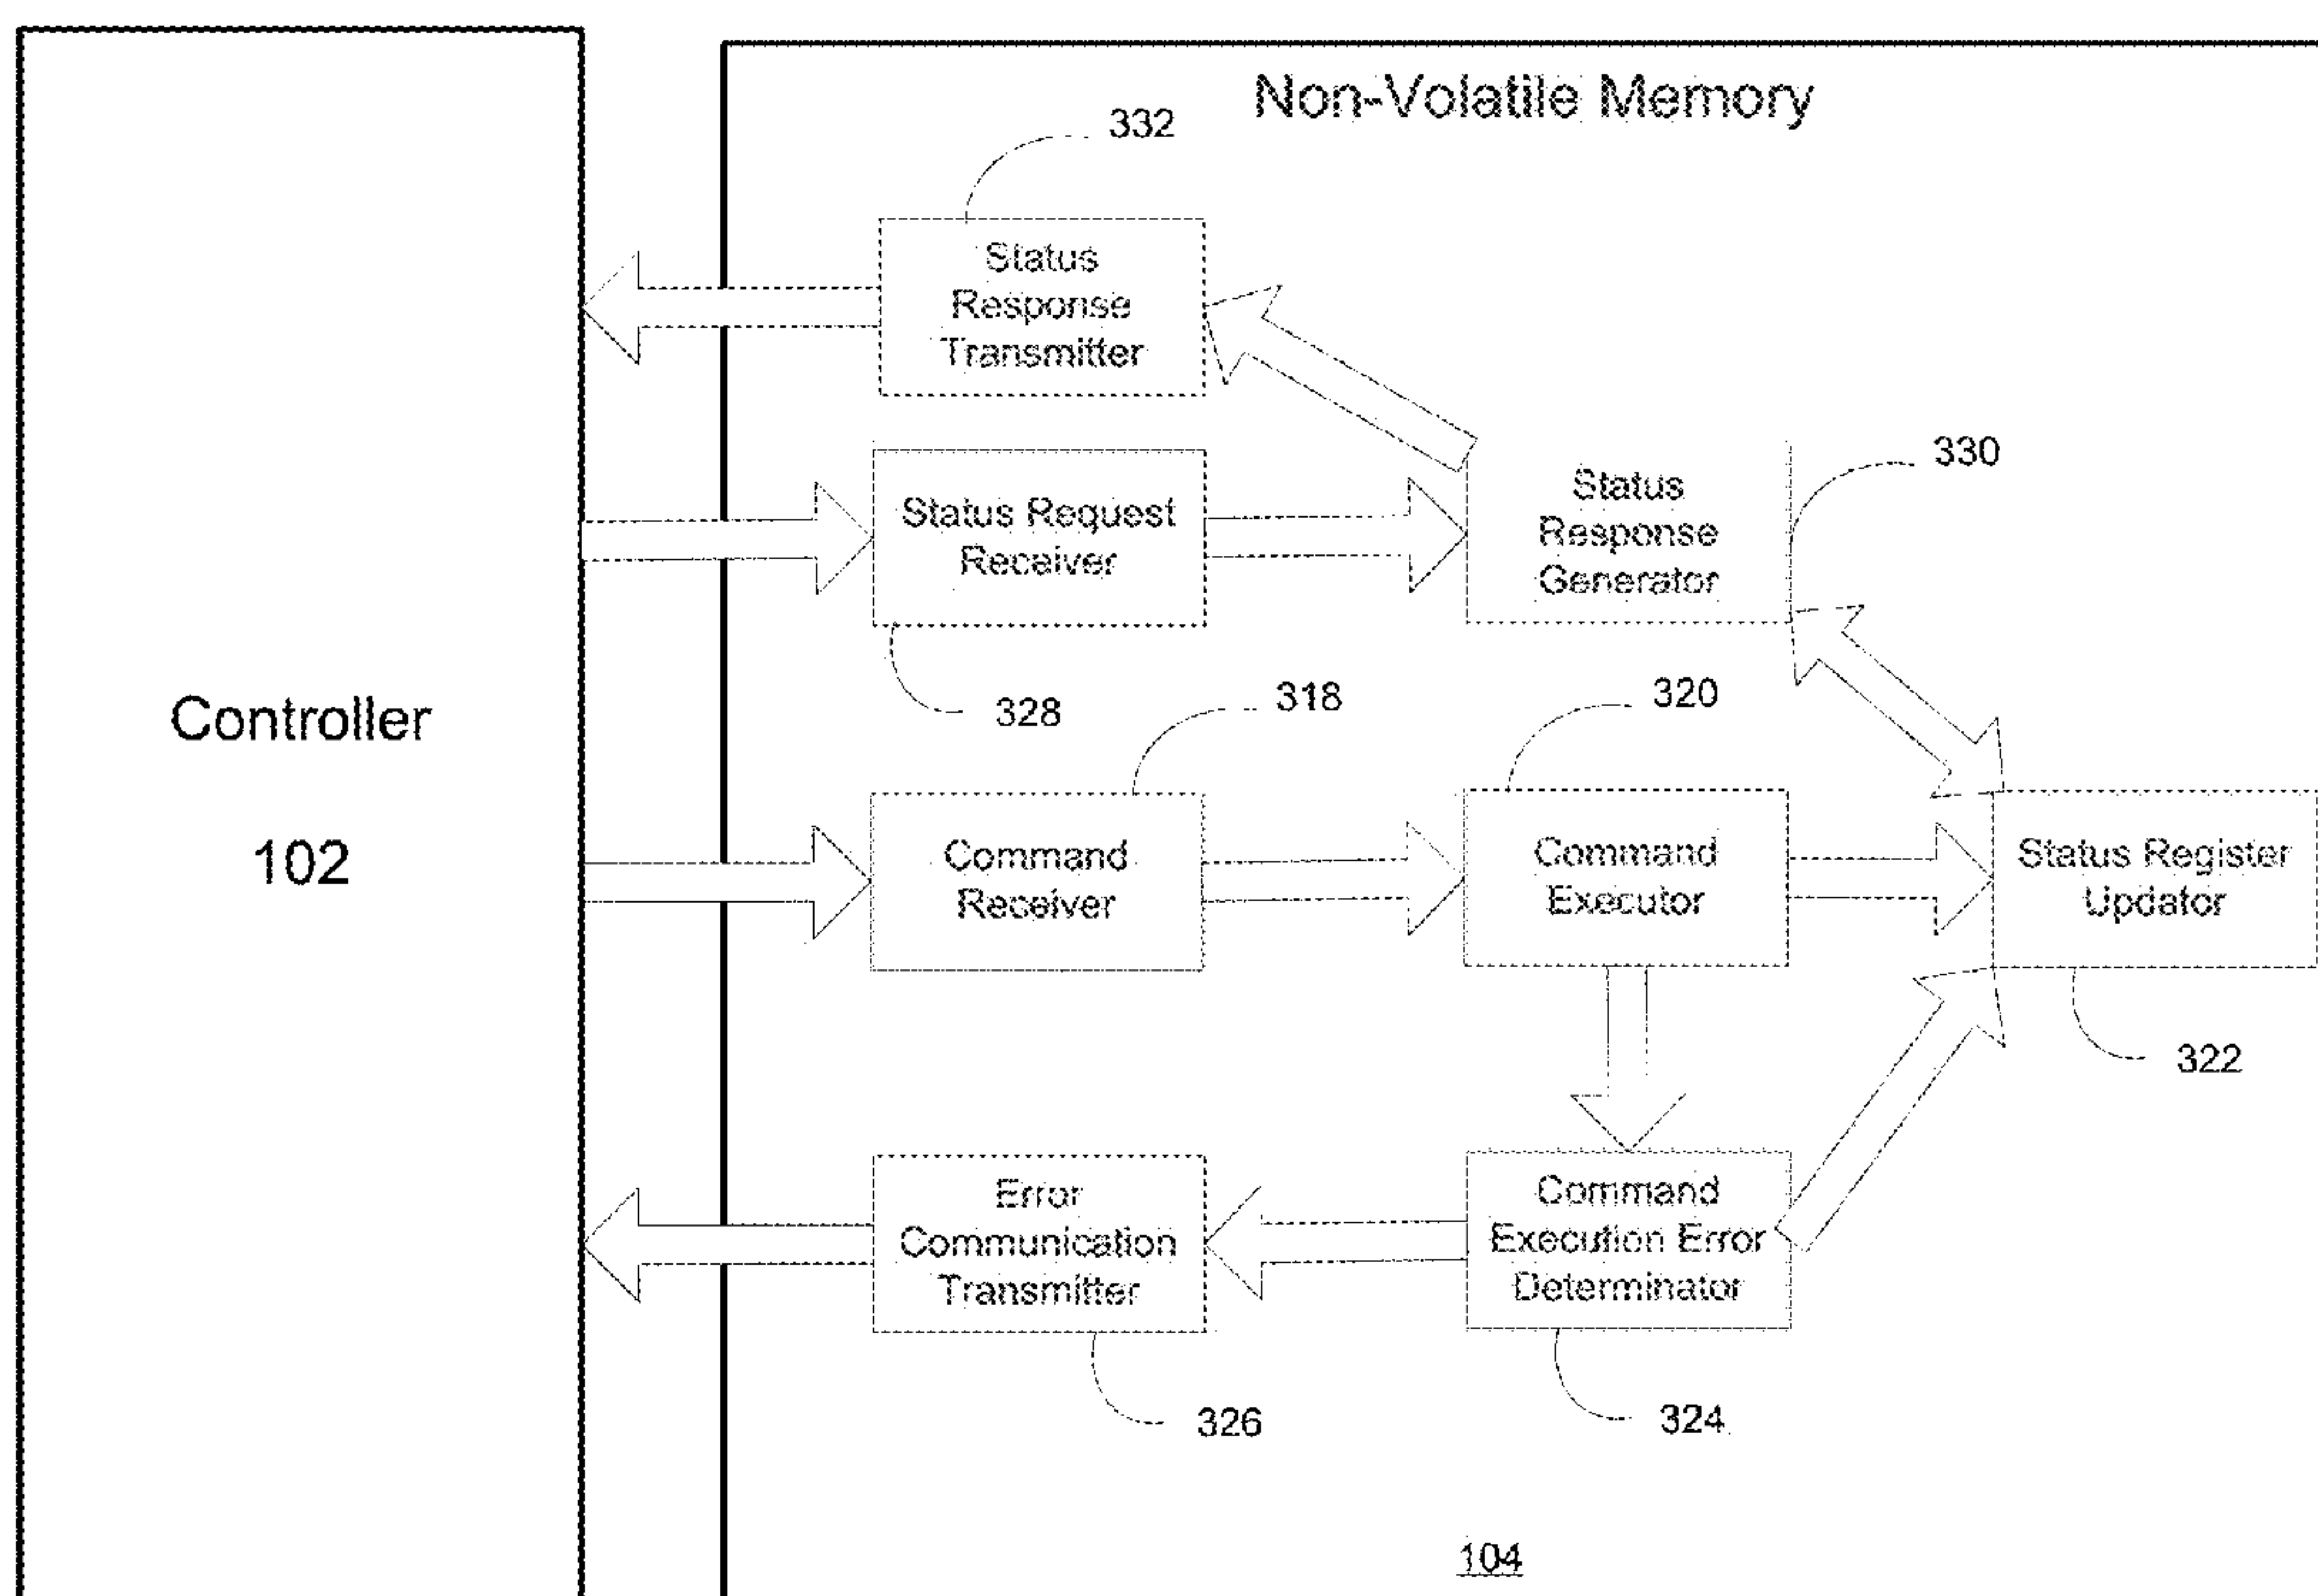 Non-Volatile Memory
332
Status
Response
Transmitter
330
Status Request
Receiver
Status
Response
Generator
328
318
320
Controller
102
Command
Receiver
Command
Executor
Status Register
Updator
322
Error
Communication
Transmitter
Command
Execution Error
Determinator
326
324
104